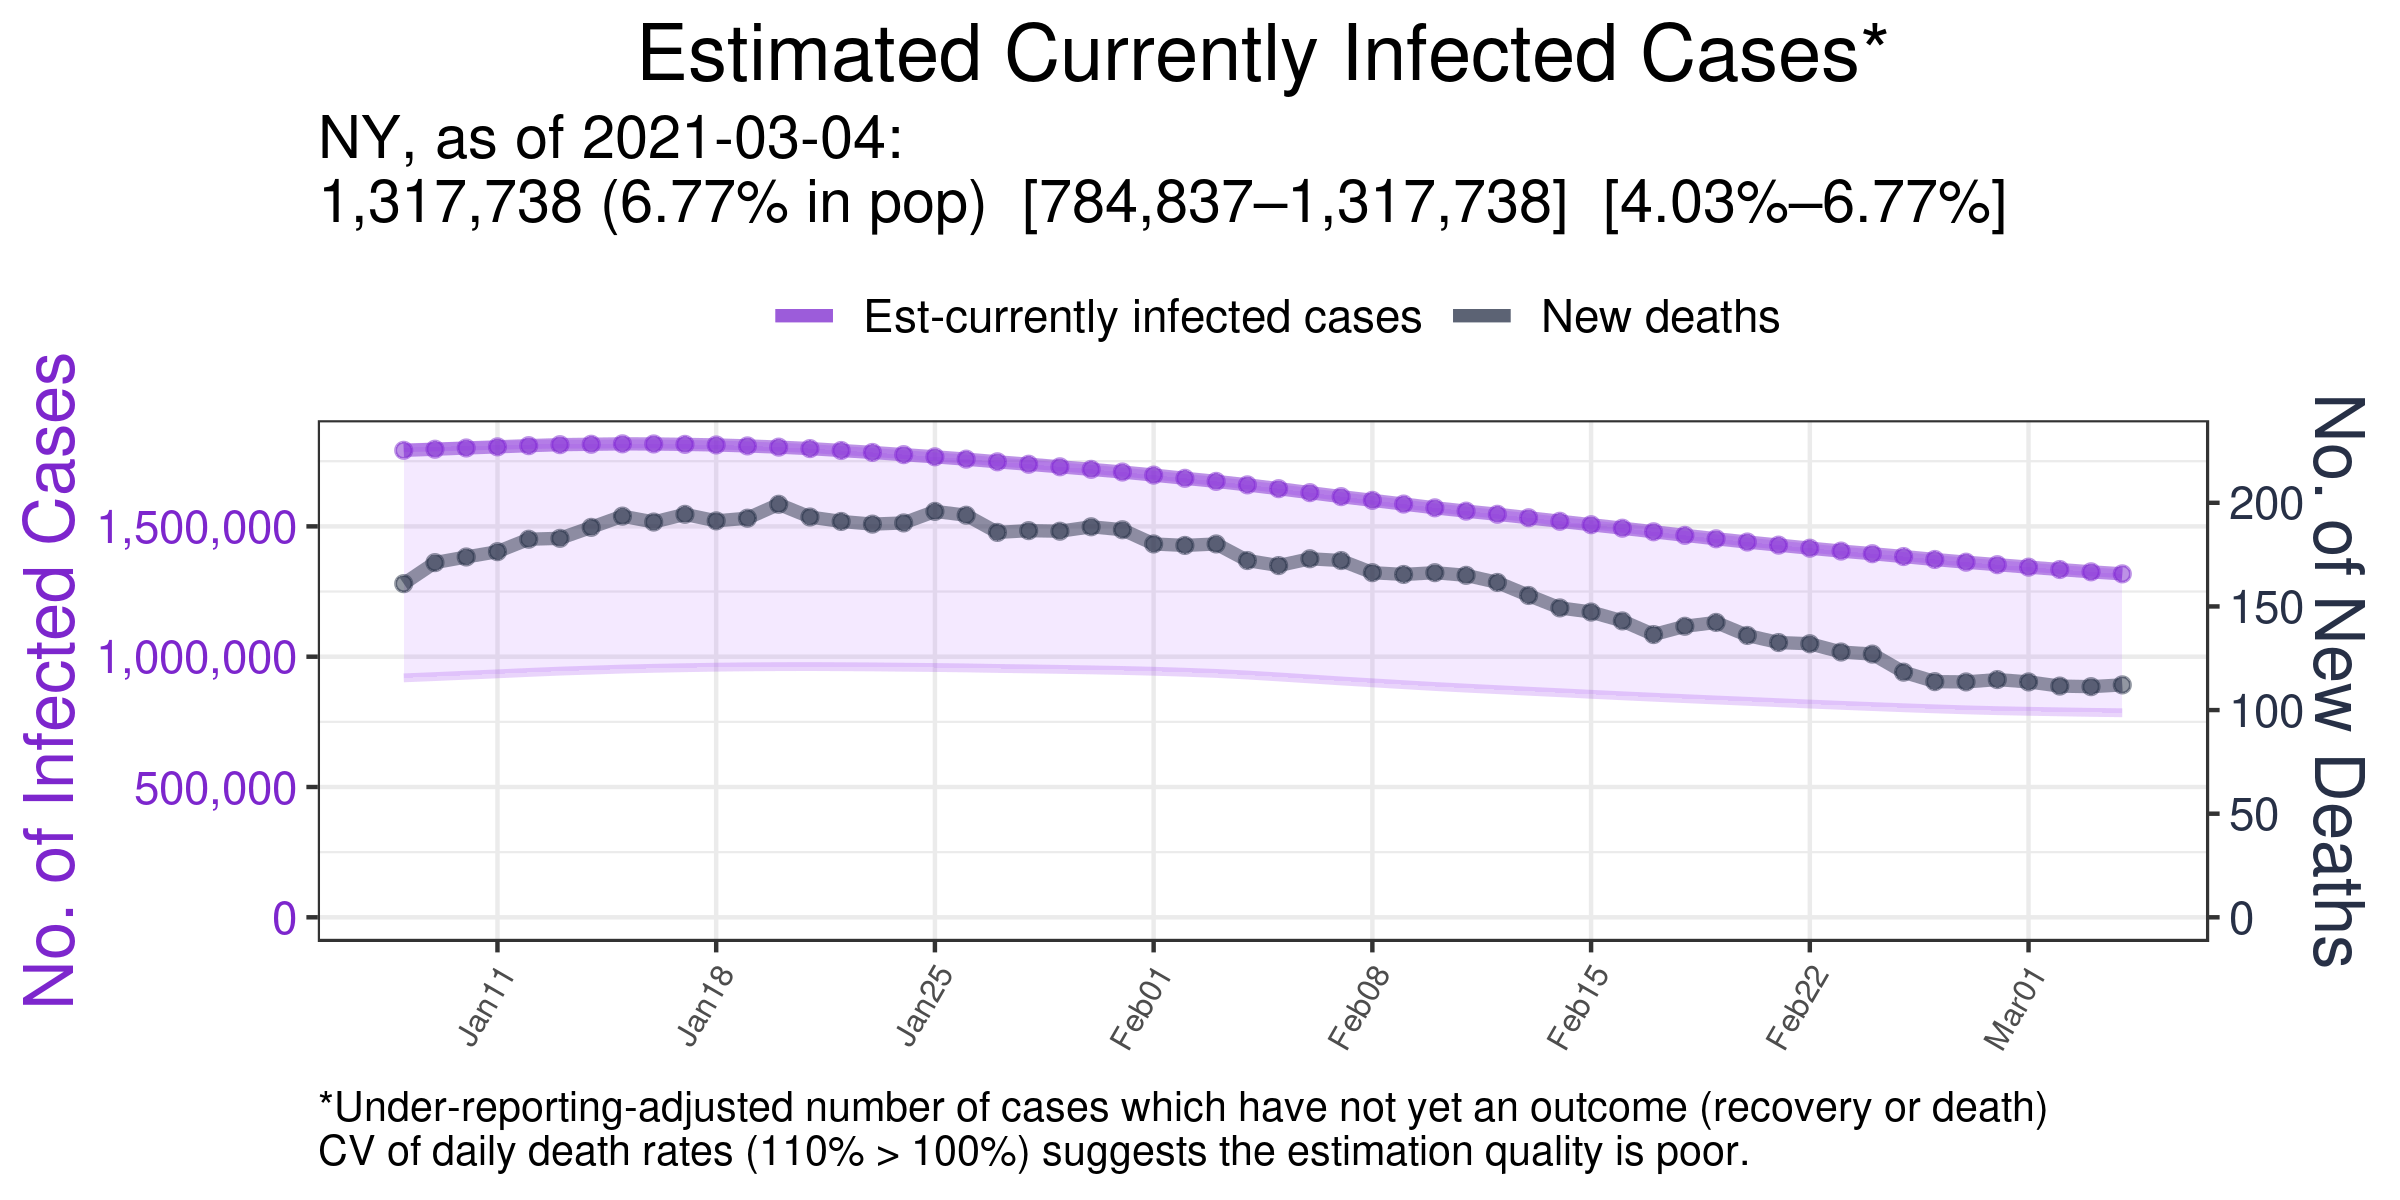 Estimated Currently Infected Cases*
NY, as of 2021-03-04:
1,317,738 (6.77% in pop) [784,837–1,317,738] [4.03%–6.77%]
Est-currently infected cases New deaths
No. of Infected Cases
1,500,000
1,000,000
500,000
0
200
150
100
50
0
No. of New Deaths
Jan11 Jan18 Jan25 Feb01 Feb08 Feb15 Feb22 Mar01
*Under-reporting-adjusted number of cases which have not yet an outcome (recovery or death)
CV of daily death rates (110% > 100%) suggests the estimation quality is poor.